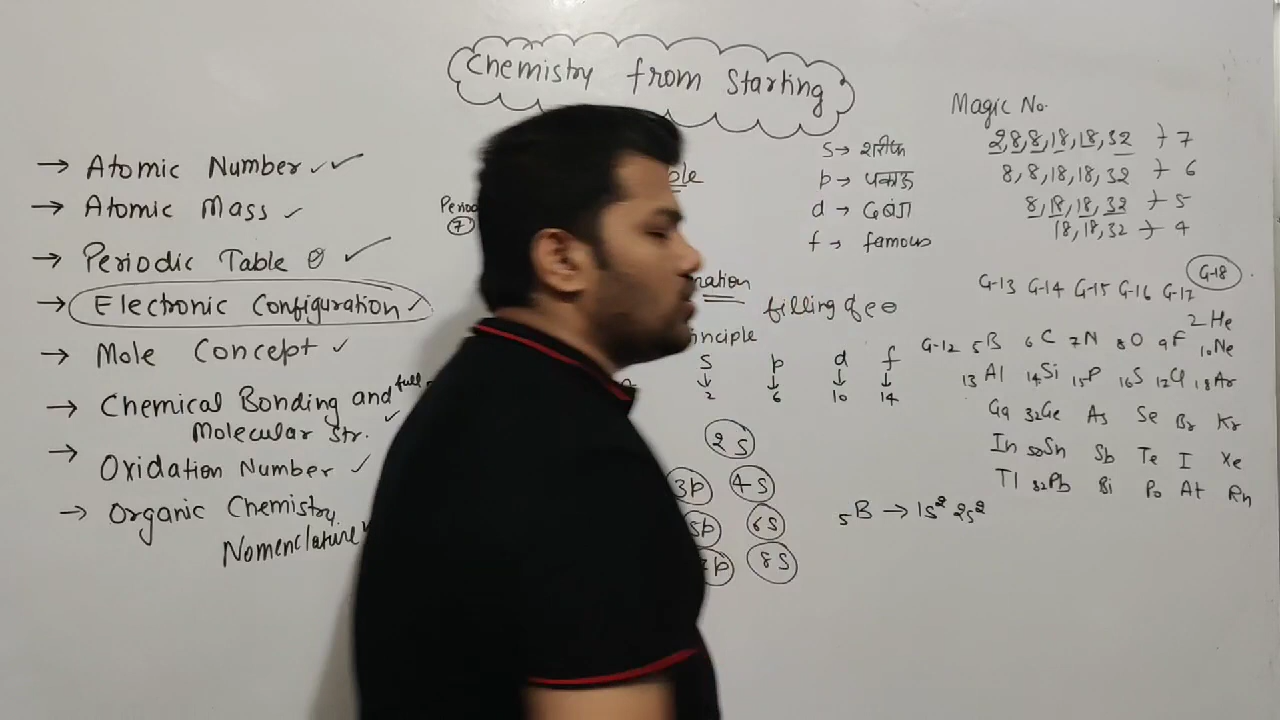 Chemistry from Starting
→ Atomic Number ✓✓
→ Atomic Mass ✓
→ Periodic Table ✓
→ Electronic Configuration ✓
→ Mole Concept ✓
→ Chemical Bonding and full
Molecular Str. ✓
→ Oxidation Number ✓
→ Organic Chemistry
Nomenclature
7
filling of e⊖
s p d f
↓ ↓ ↓ ↓
2 6 10 14
2s
3p 4s
5p 6s
7p 8s
s → शरीफ
p → पकाऊ
d → दबंग
f → famous
Magic No.
2,8,8,18,18,32 → 7
8,8,18,18,32 → 6
8,18,18,32 → 5
18,18,32 → 4
G-18
G-13 G-14 G-15 G-16 G-17
2He
G-12 5B 6C 7N 8O 9F 10Ne
13Al 14Si 15P 16S 17Cl 18Ar
Ga 32Ge As Se Br Kr
In 50Sn Sb Te I Xe
Tl 82Pb Bi Po At Rn
5B → 1s² 2s²